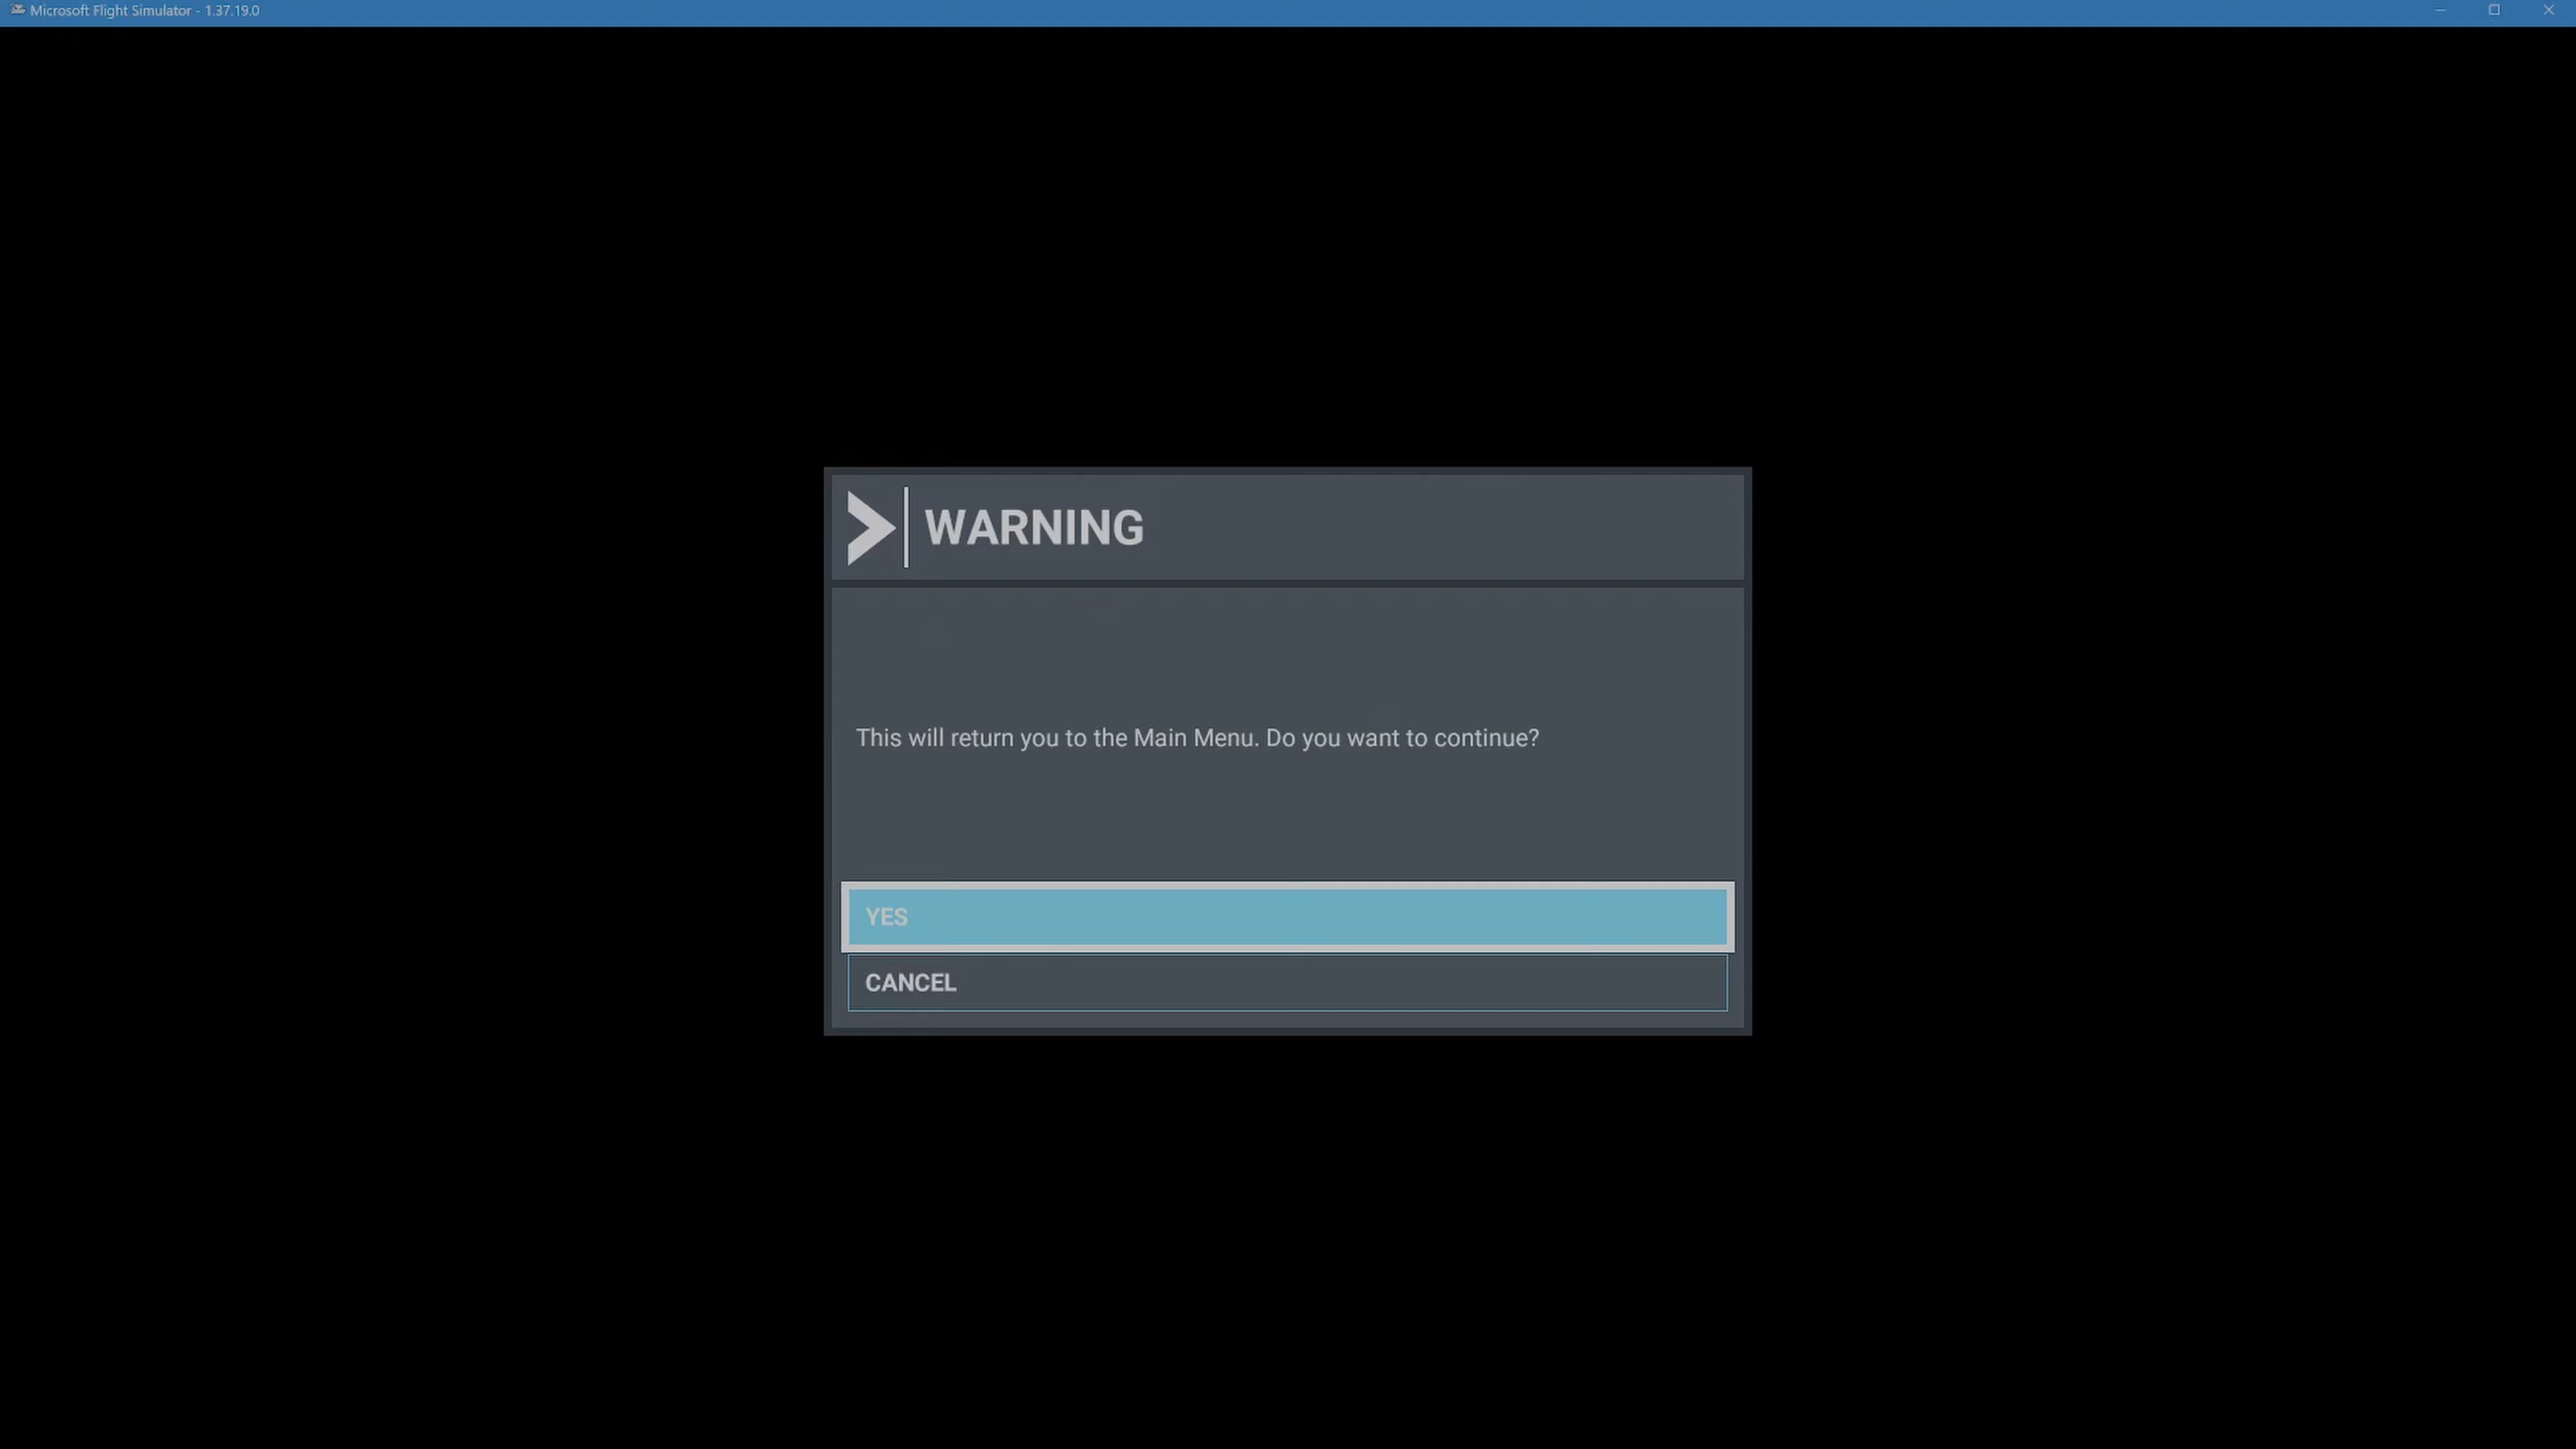 Microsoft Flight Simulator - 1.37.19.0
WARNING
This will return you to the Main Menu. Do you want to continue?
YES
CANCEL